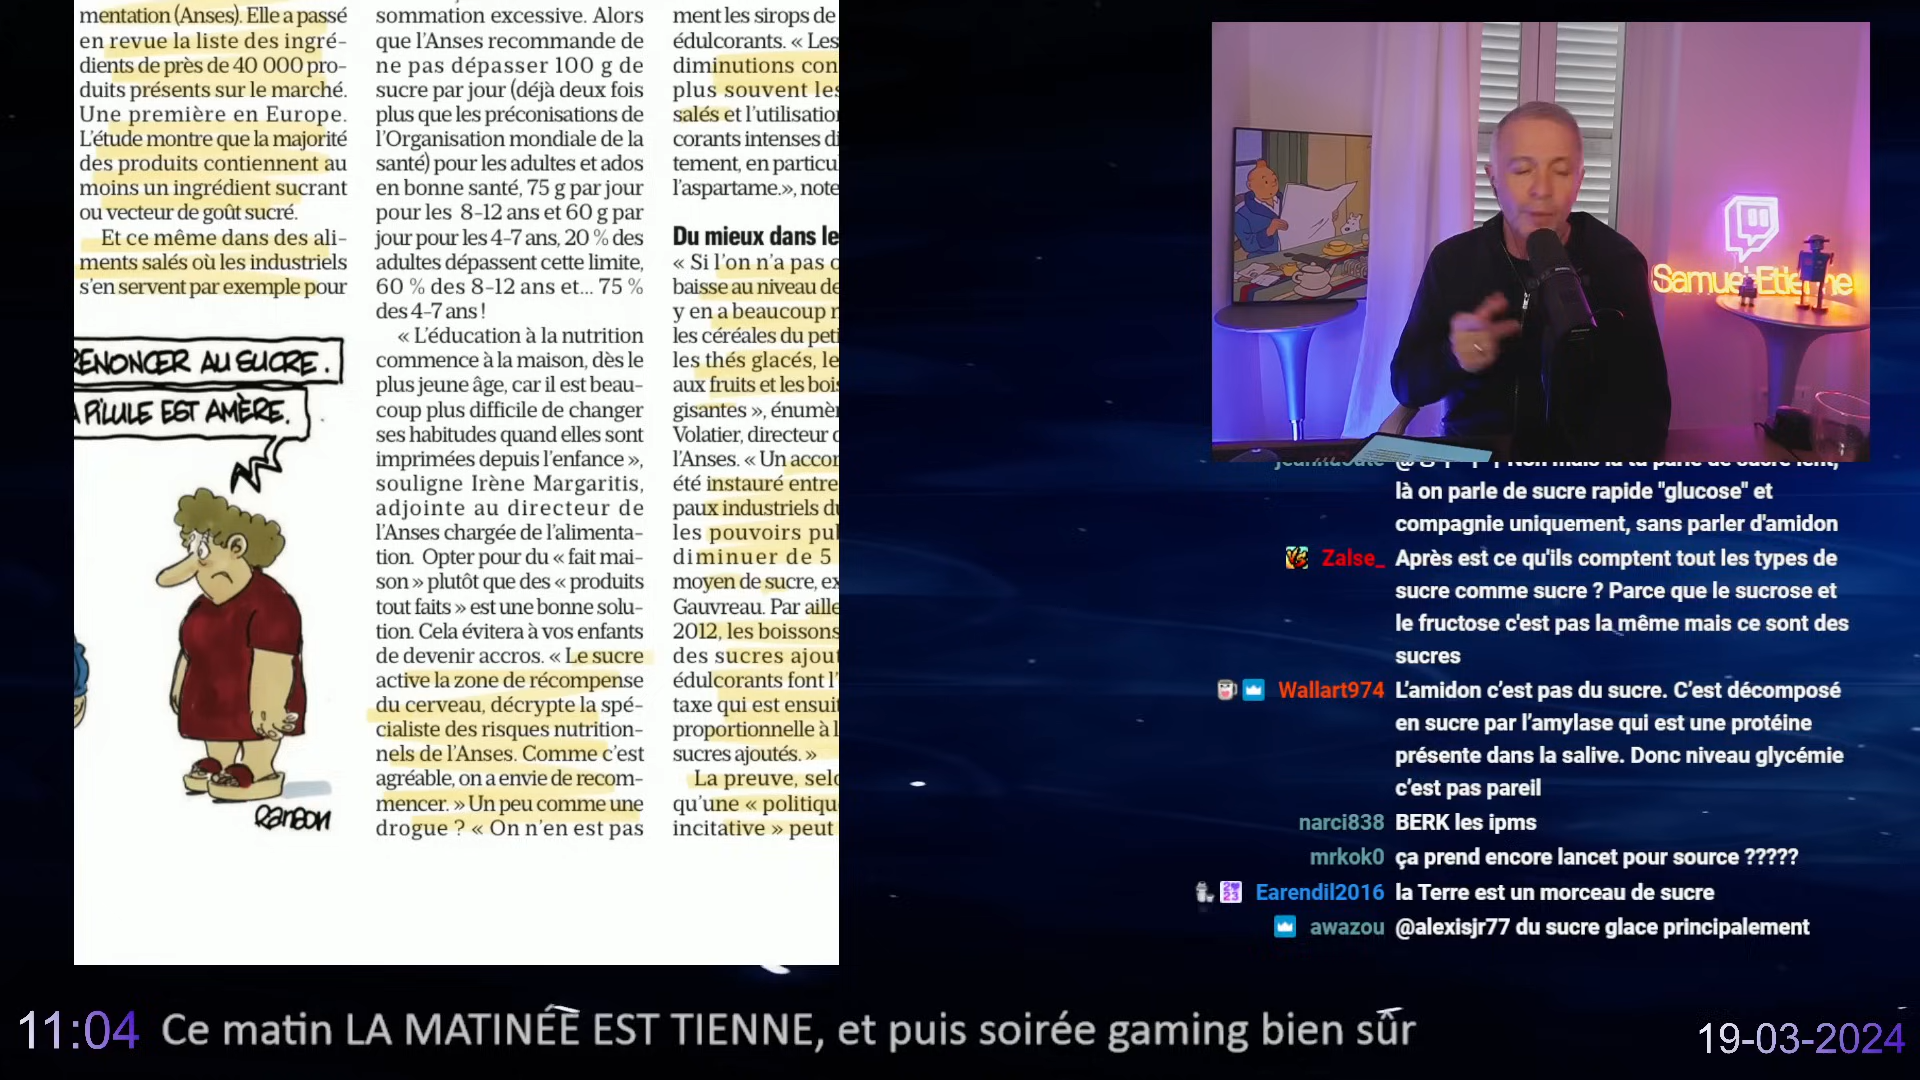 mentation (Anses). Elle a passé
en revue la liste des ingré-
dients de près de 40 000 pro-
duits présents sur le marché.
Une première en Europe.
L'étude montre que la majorité
des produits contiennent au
moins un ingrédient sucrant
ou vecteur de goût sucré.
Et ce même dans des ali-
ments salés où les industriels
s'en servent par exemple pour
RENONCER AU SUCRE.
PILULE EST AMÈRE.
Ranson
sommation excessive. Alors
que l'Anses recommande de
ne pas dépasser 100 g de
sucre par jour (déjà deux fois
plus que les préconisations de
l'Organisation mondiale de la
santé) pour les adultes et ados
en bonne santé, 75 g par jour
pour les 8-12 ans et 60 g par
jour pour les 4-7 ans, 20 % des
adultes dépassent cette limite,
60 % des 8-12 ans et... 75 %
des 4-7 ans !
« L'éducation à la nutrition
commence à la maison, dès le
plus jeune âge, car il est beau-
coup plus difficile de changer
ses habitudes quand elles sont
imprimées depuis l'enfance »,
souligne Irène Margaritis,
adjointe au directeur de
l'Anses chargée de l'alimenta-
tion. Opter pour du « fait mai-
son » plutôt que des « produits
tout faits » est une bonne solu-
tion. Cela évitera à vos enfants
de devenir accros. « Le sucre
active la zone de récompense
du cerveau, décrypte la spé-
cialiste des risques nutrition-
nels de l'Anses. Comme c'est
agréable, on a envie de recom-
mencer. » Un peu comme une
drogue ? « On n'en est pas
ment les sirops de
édulcorants. « Les
diminutions con
plus souvent les
salés et l'utilisation
corants intenses di
tement, en particu
l'aspartame.», note
Du mieux dans le
« Si l'on n'a pas
baisse au niveau de
y en a beaucoup
les céréales du peti
les thés glacés, le
aux fruits et les bois
gisantes », énumèr
Volatier, directeur
l'Anses. « Un accor
été instauré entre
paux industriels du
les pouvoirs pu
diminuer de 5
moyen de sucre, ex
Gauvreau. Par aille
2012, les boissons
des sucres ajout
édulcorants font l'
taxe qui est ensuit
proportionnelle à l
sucres ajoutés. »
La preuve, selo
qu'une « politiqu
incitative » peut
Samuel Etienne
là on parle de sucre rapide "glucose" et
compagnie uniquement, sans parler d'amidon
Zalse_ Après est ce qu'ils comptent tout les types de
sucre comme sucre ? Parce que le sucrose et
le fructose c'est pas la même mais ce sont des
sucres
Wallart974 L'amidon c'est pas du sucre. C'est décomposé
en sucre par l'amylase qui est une protéine
présente dans la salive. Donc niveau glycémie
c'est pas pareil
narci838 BERK les ipms
mrkok0 ça prend encore lancet pour source ?????
Earendil2016 la Terre est un morceau de sucre
awazou @alexisjr77 du sucre glace principalement
11:04 Ce matin LA MATINÉE EST TIENNE, et puis soirée gaming bien sûr
19-03-2024